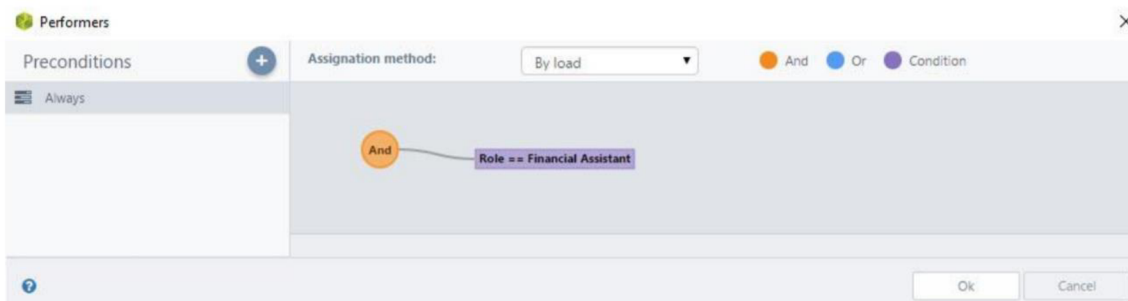 Performers
Preconditions
Assignation method:
By load
And
Or
Condition
Always
And
Role == Financial Assistant
Ok
Cancel